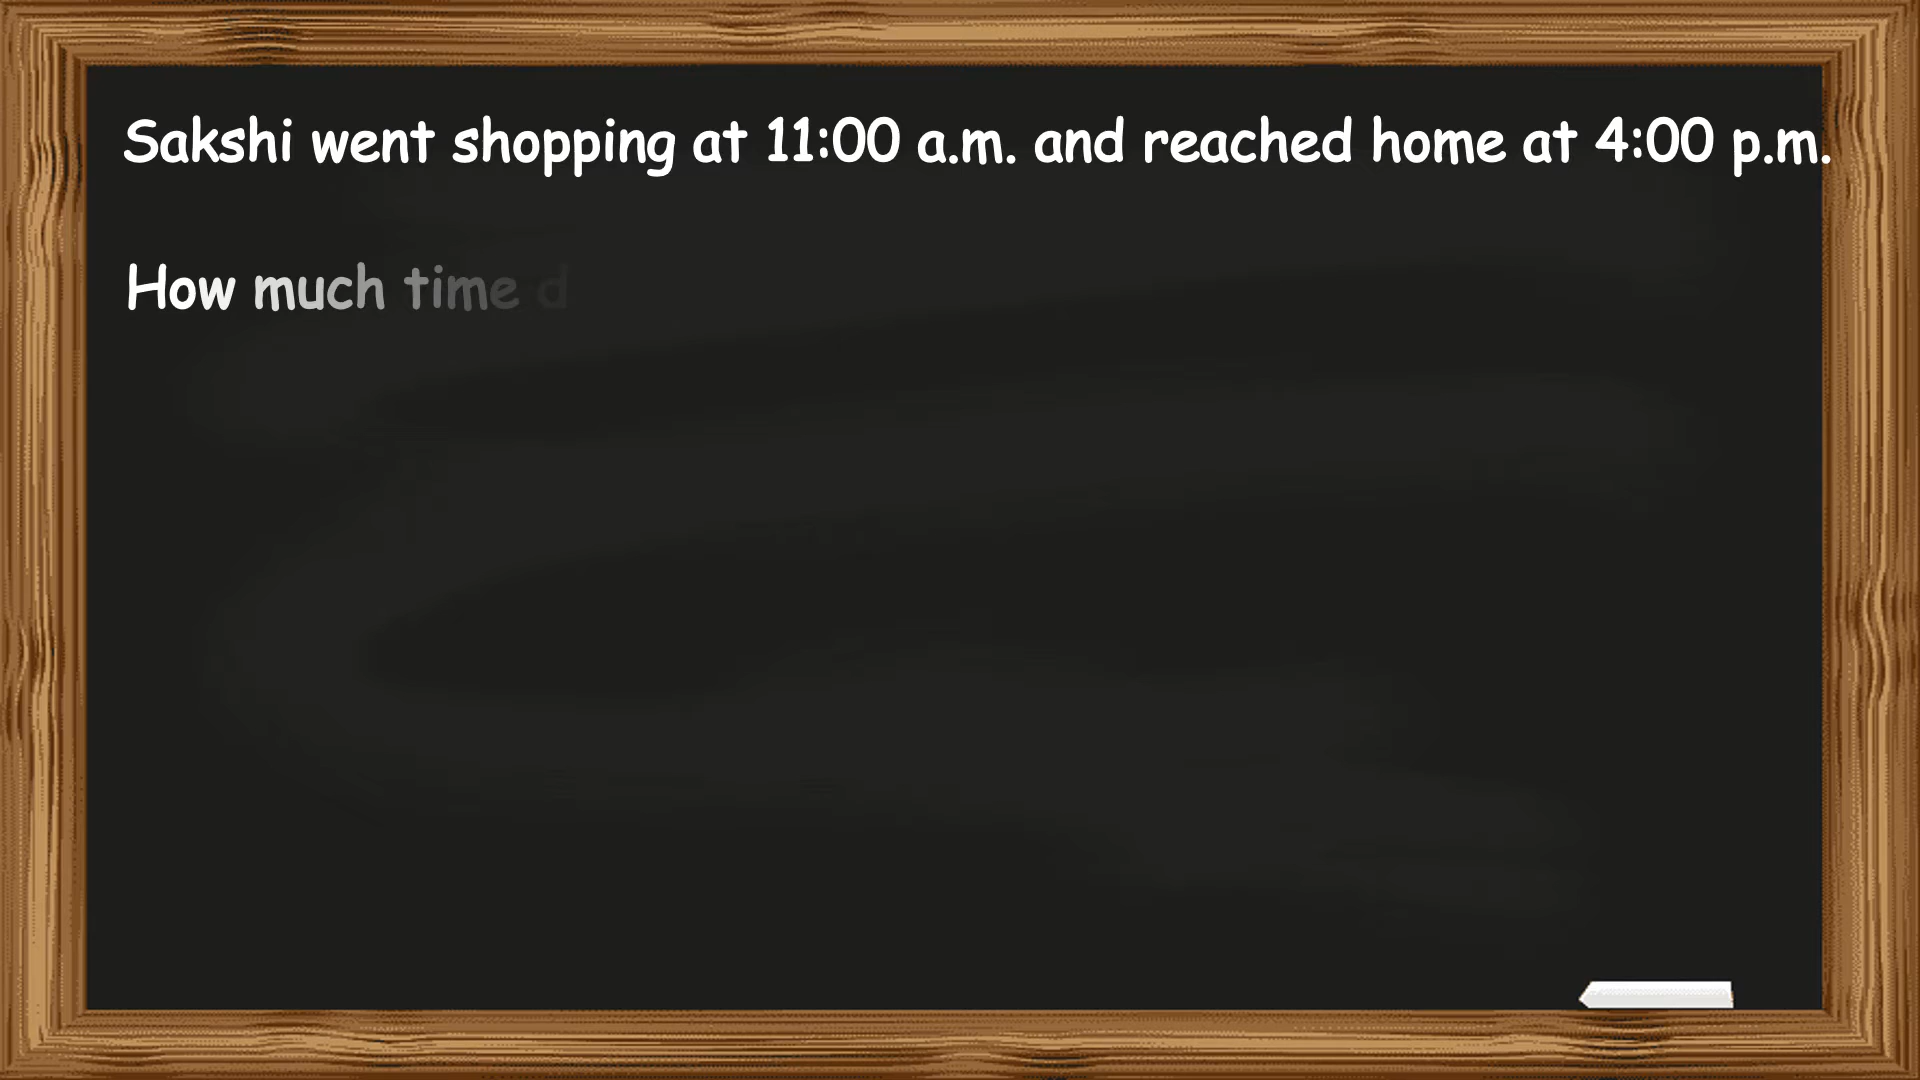 Sakshi went shopping at 11:00 a.m. and reached home at 4:00 p.m.
How much time d